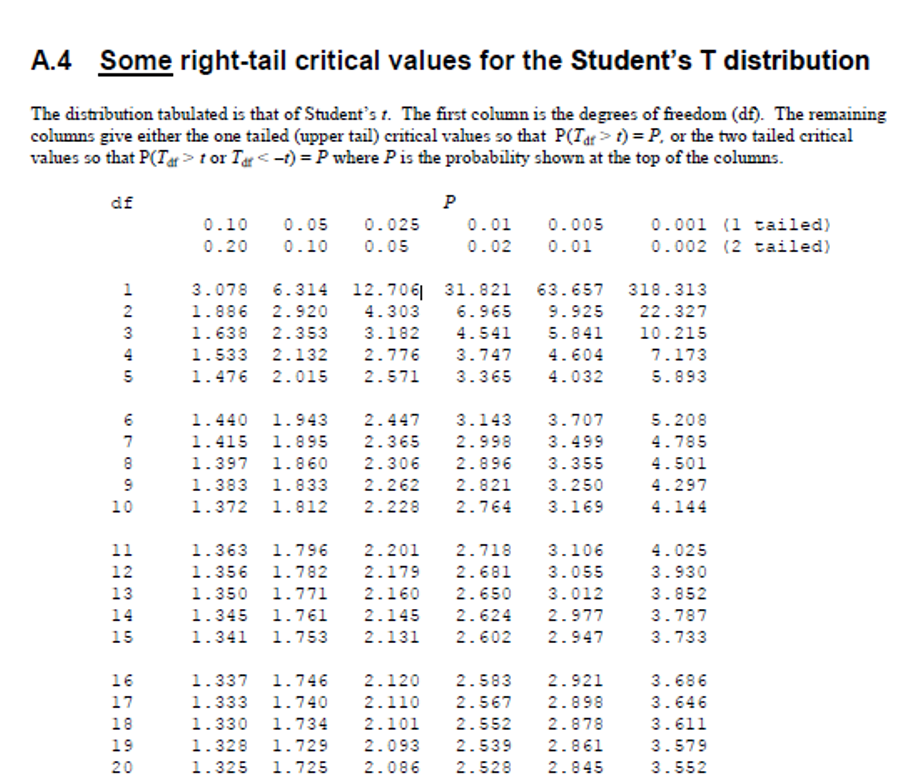 A.4 Some right-tail critical values for the Student's T distribution
The distribution tabulated is that of Student's t. The first column is the degrees of freedom (df). The remaining
columns give either the one tailed (upper tail) critical values so that P(Tdf > t) = P, or the two tailed critical
values so that P(Tdf > t or Tdf < –t) = P where P is the probability shown at the top of the columns.
df P
0.10 0.05 0.025 0.01 0.005 0.001 (1 tailed)
0.20 0.10 0.05 0.02 0.01 0.002 (2 tailed)
1 3.078 6.314 12.706 31.821 63.657 318.313
2 1.886 2.920 4.303 6.965 9.925 22.327
3 1.638 2.353 3.182 4.541 5.841 10.215
4 1.533 2.132 2.776 3.747 4.604 7.173
5 1.476 2.015 2.571 3.365 4.032 5.893
6 1.440 1.943 2.447 3.143 3.707 5.208
7 1.415 1.895 2.365 2.998 3.499 4.785
8 1.397 1.860 2.306 2.896 3.355 4.501
9 1.383 1.833 2.262 2.821 3.250 4.297
10 1.372 1.812 2.228 2.764 3.169 4.144
11 1.363 1.796 2.201 2.718 3.106 4.025
12 1.356 1.782 2.179 2.681 3.055 3.930
13 1.350 1.771 2.160 2.650 3.012 3.852
14 1.345 1.761 2.145 2.624 2.977 3.787
15 1.341 1.753 2.131 2.602 2.947 3.733
16 1.337 1.746 2.120 2.583 2.921 3.686
17 1.333 1.740 2.110 2.567 2.898 3.646
18 1.330 1.734 2.101 2.552 2.878 3.611
19 1.328 1.729 2.093 2.539 2.861 3.579
20 1.325 1.725 2.086 2.528 2.845 3.552